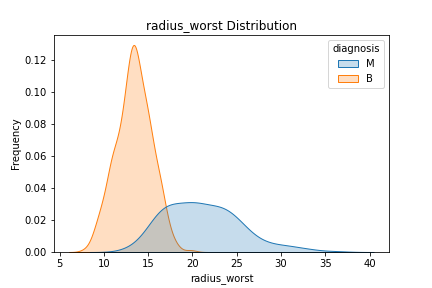 radius_worst Distribution
diagnosis
M
B
Frequency
0.12
0.10
0.08
0.06
0.04
0.02
0.00
5 10 15 20 25 30 35 40
radius_worst